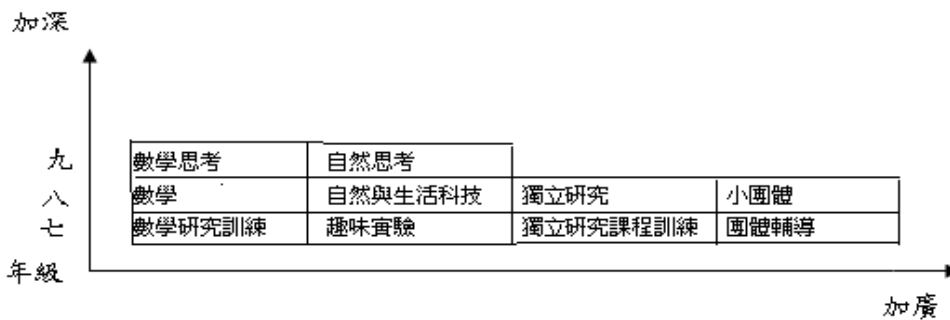 加深
九 數學思考 自然思考
八 數學 自然與生活科技 獨立研究 小團體
七 數學研究訓練 趣味實驗 獨立研究課程訓練 團體輔導
年級
加廣